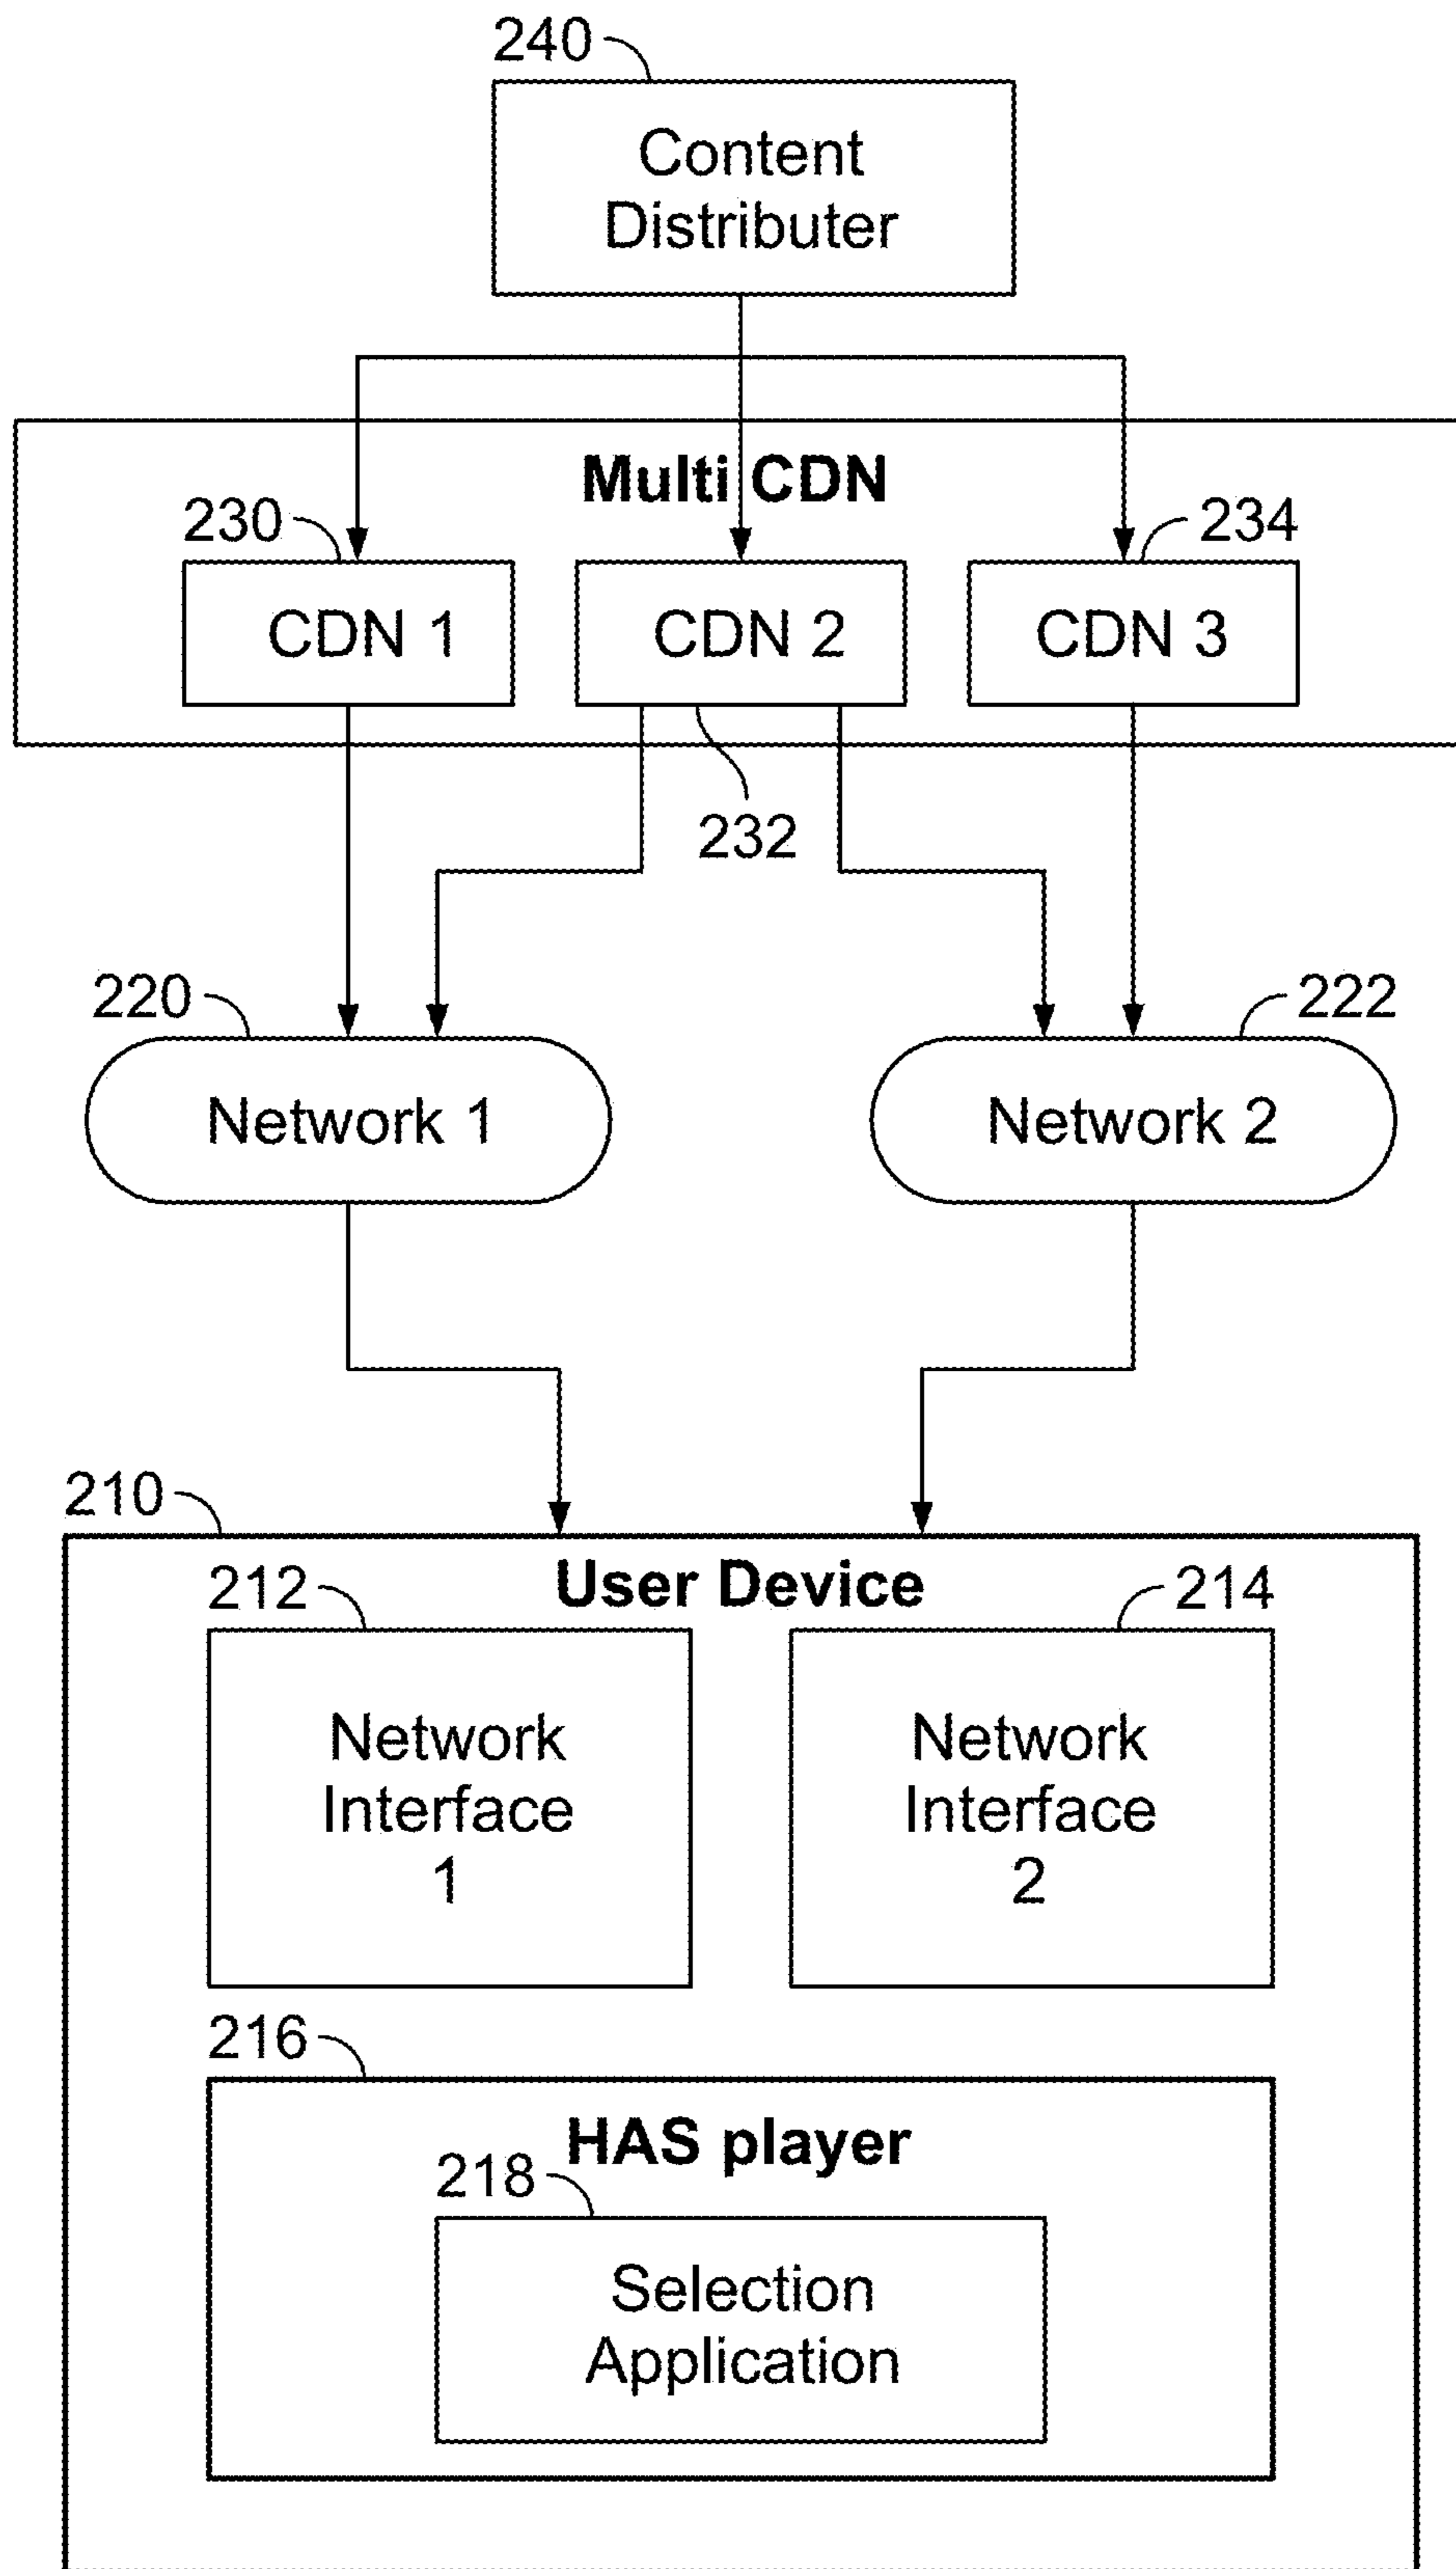 240
Content
Distributer
Multi CDN
230
234
CDN 1
CDN 2
CDN 3
232
220
222
Network 1
Network 2
210
User Device
212
214
Network
Interface
1
Network
Interface
2
216
HAS player
218
Selection
Application